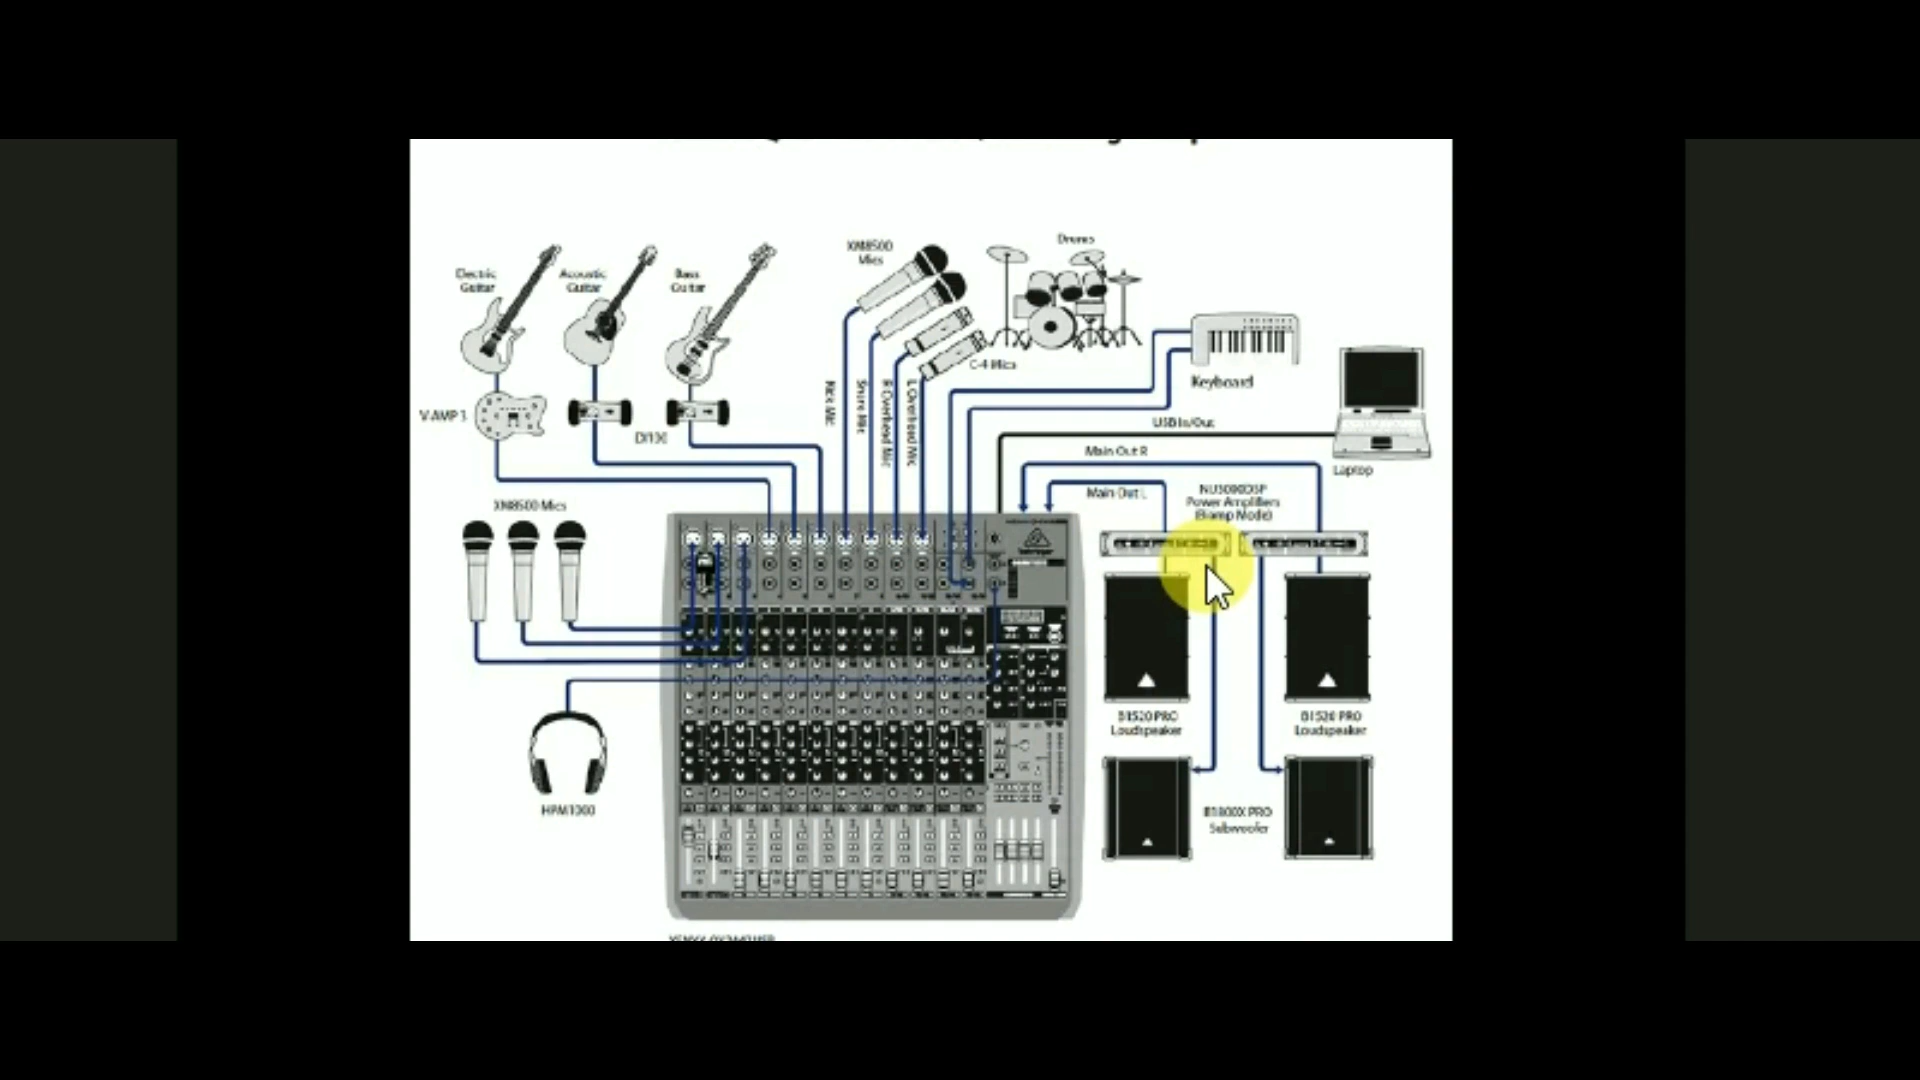 XM8500
Mics
Drums
Electric
Guitar
Acoustic
Guitar
Bass
Guitar
C-4 Mics
Keyboard
Kick Mic
Snare Mic
R Overhead Mic
L Overhead Mic
V-AMP 3
DI100
USB In/Out
Main Out R
Laptop
Main Out L
NU3000DSP
Power Amplifiers
(Biamp Mode)
XM8500 Mics
behringer
B1520 PRO
Loudspeaker
B1520 PRO
Loudspeaker
HPM1000
B1800X PRO
Subwoofer